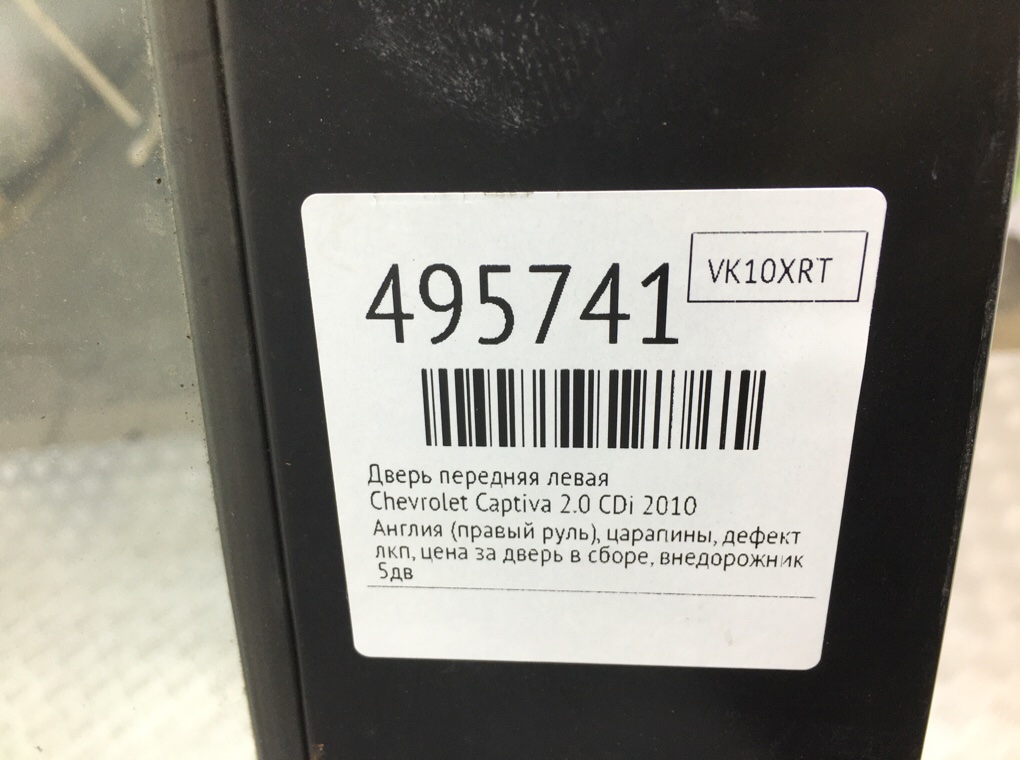 495741
VK10XRT
Дверь передняя левая
Chevrolet Captiva 2.0 CDi 2010
Англия (правый руль), царапины, дефект
лкп, цена за дверь в сборе, внедорожник
5дв